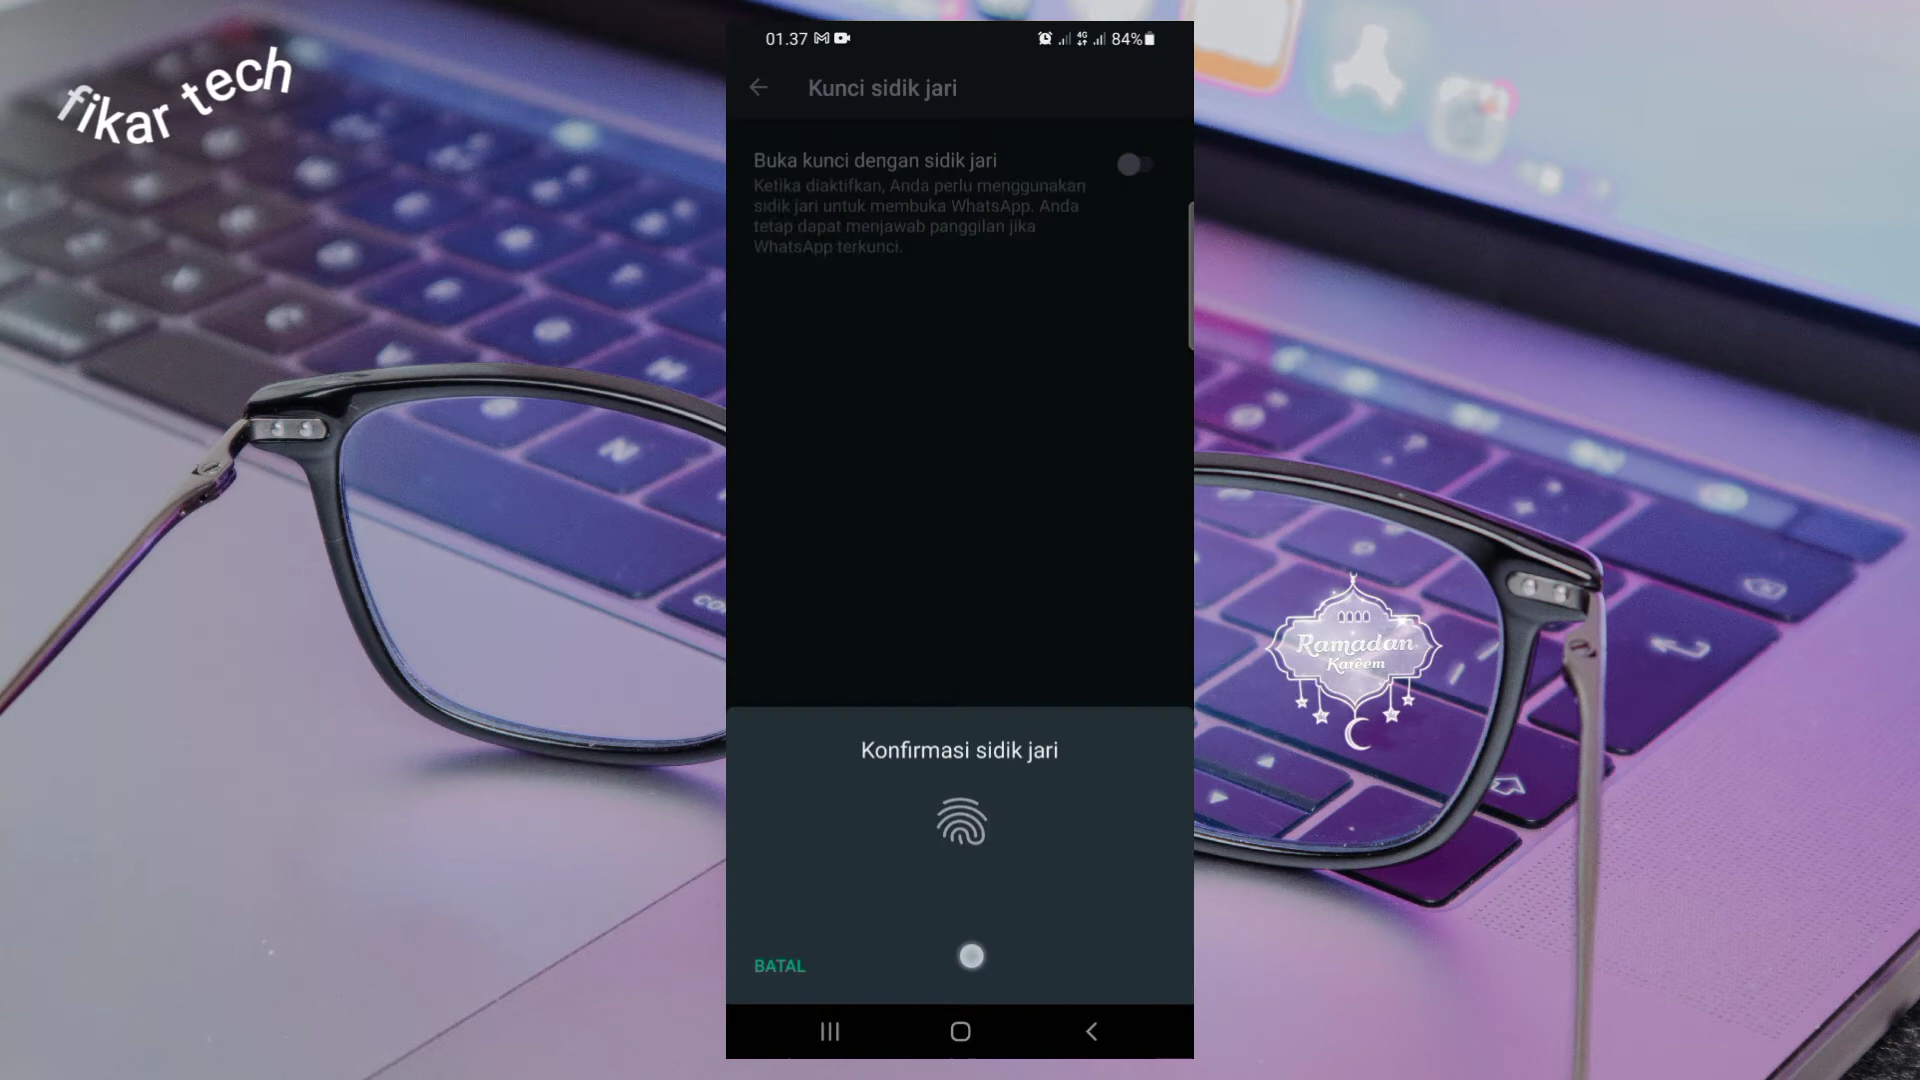 fikar tech
01.37
4G
84%
Kunci sidik jari
Buka kunci dengan sidik jari
Ketika diaktifkan, Anda perlu menggunakan
sidik jari untuk membuka WhatsApp. Anda
tetap dapat menjawab panggilan jika
WhatsApp terkunci.
N
?
Ramadan
Kareem
Konfirmasi sidik jari
BATAL